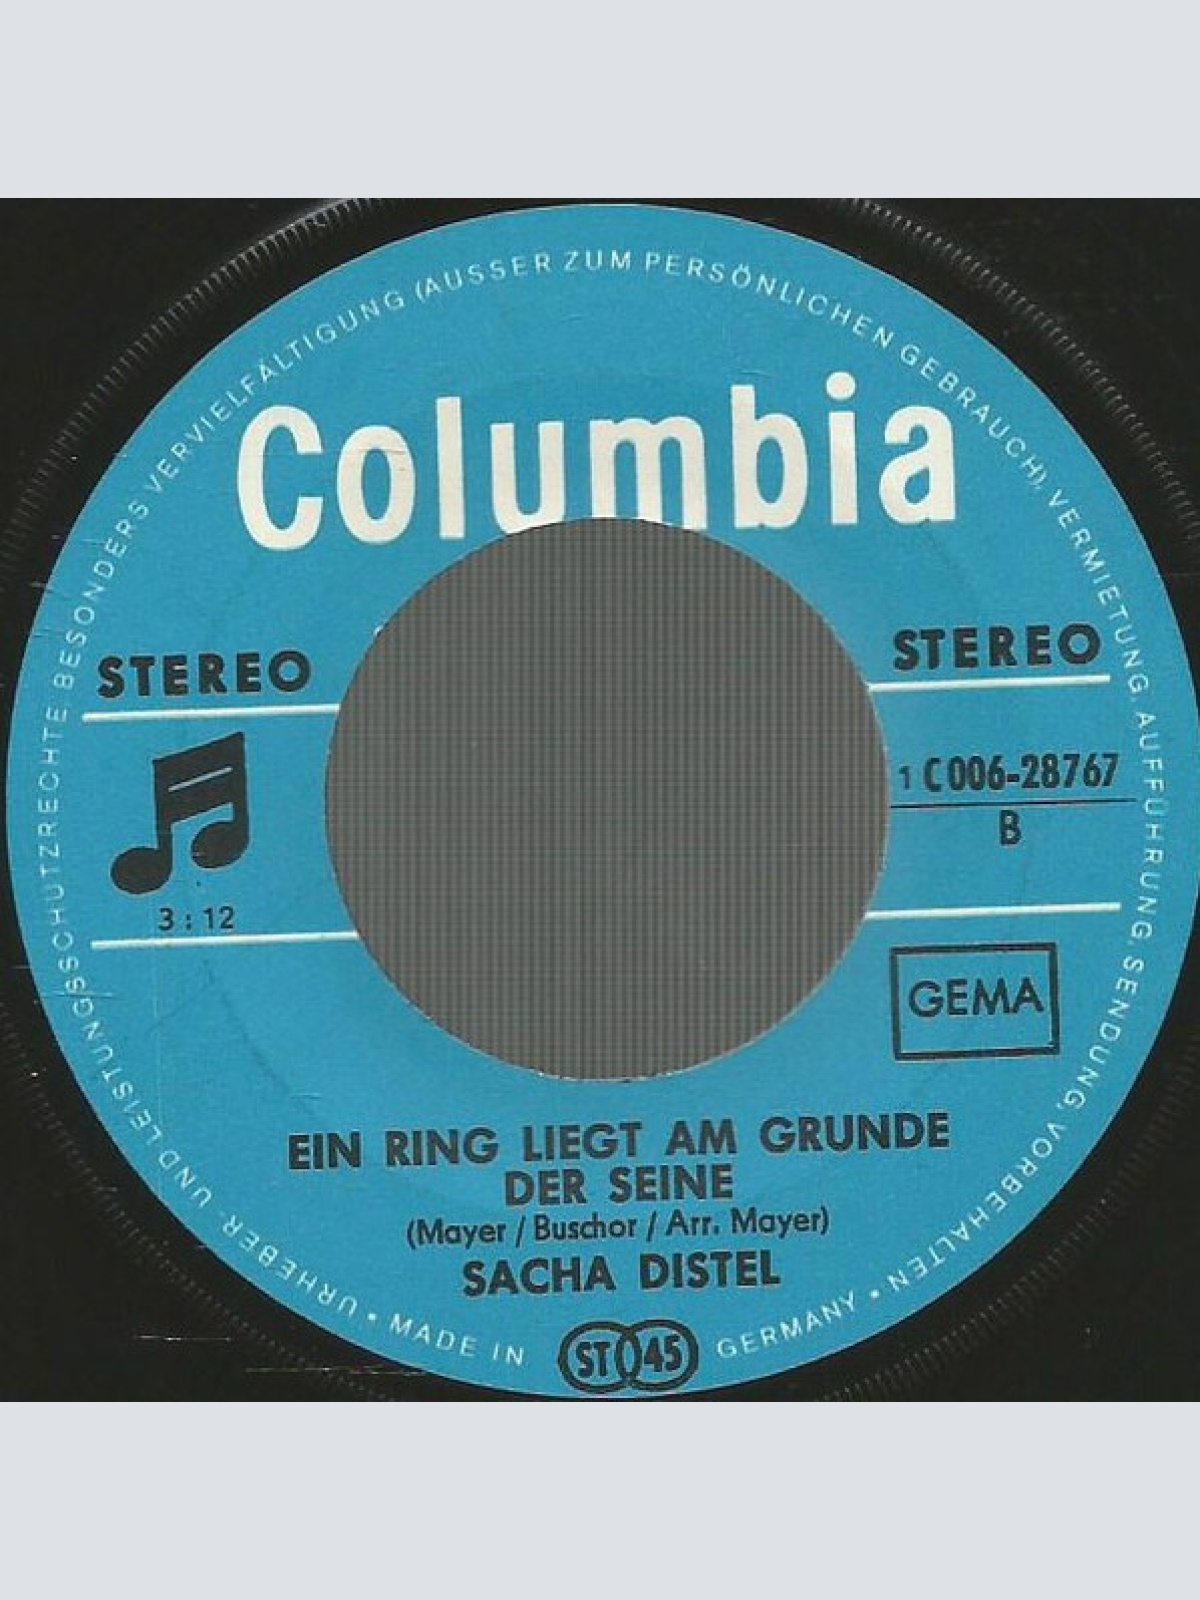 URHEBER- UND LEISTUNGSSCHUTZRECHTE BESONDERS VERVIELFÄLTIGUNG (AUSSER ZUM PERSÖNLICHEN GEBRAUCH), VERMIETUNG, AUFFÜHRUNG, SENDUNG, VORBEHALTEN •
Columbia
STEREO
STEREO
1 C 006-28767
B
3:12
GEMA
EIN RING LIEGT AM GRUNDE
DER SEINE
(Mayer / Buschor / Arr. Mayer)
SACHA DISTEL
• MADE IN
ST 45
GERMANY